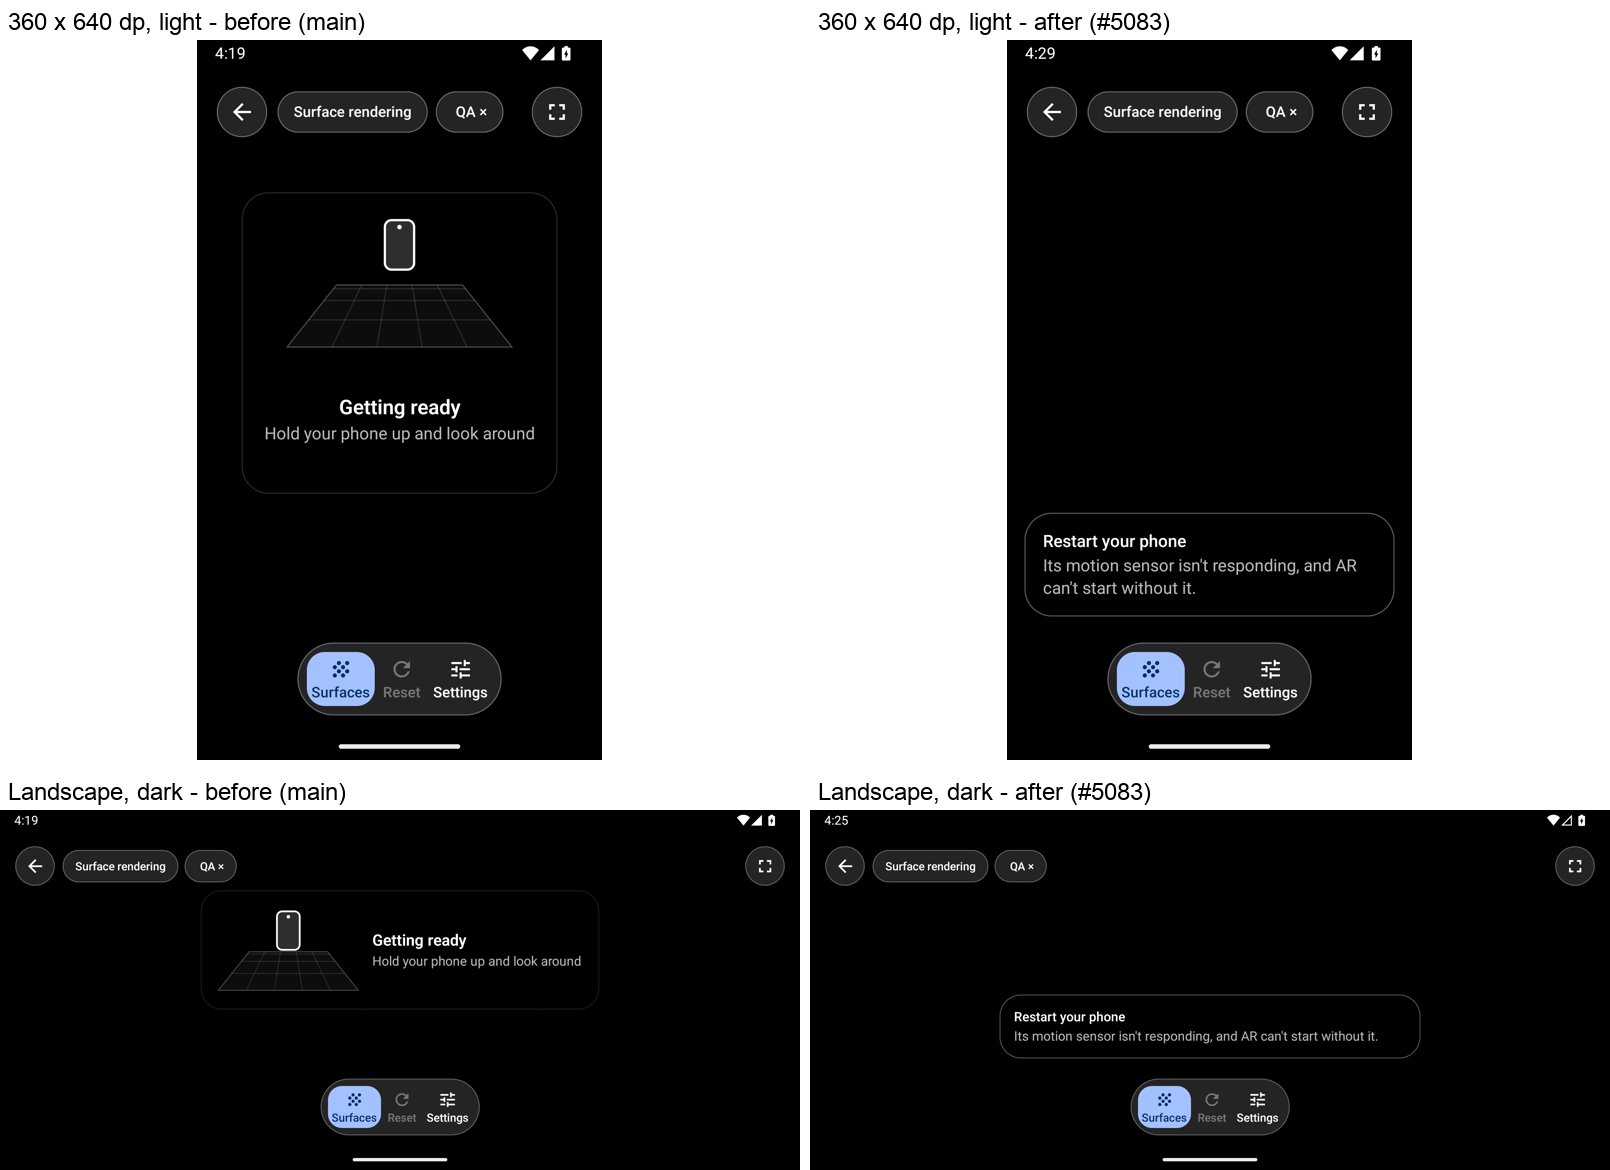 360 x 640 dp, light - before (main)
4:19
Surface rendering
QA ×
Getting ready
Hold your phone up and look around
Surfaces
Reset
Settings
360 x 640 dp, light - after (#5083)
4:29
Surface rendering
QA ×
Restart your phone
Its motion sensor isn't responding, and AR
can't start without it.
Surfaces
Reset
Settings
Landscape, dark - before (main)
4:19
Surface rendering
QA ×
Getting ready
Hold your phone up and look around
Surfaces
Reset
Settings
Landscape, dark - after (#5083)
4:25
Surface rendering
QA ×
Restart your phone
Its motion sensor isn't responding, and AR can't start without it.
Surfaces
Reset
Settings